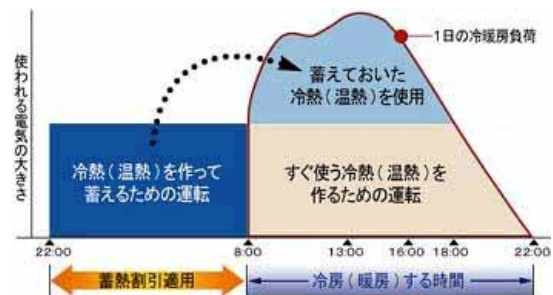 使われる電気の大きさ
1日の冷暖房負荷
蓄えておいた
冷熱(温熱)を使用
冷熱(温熱)を作って
蓄えるための運転
すぐ使う冷熱(温熱)を
作るための運転
22:00 8:00 13:00 16:00 18:00 22:00
蓄熱割引適用 冷房(暖房)する時間